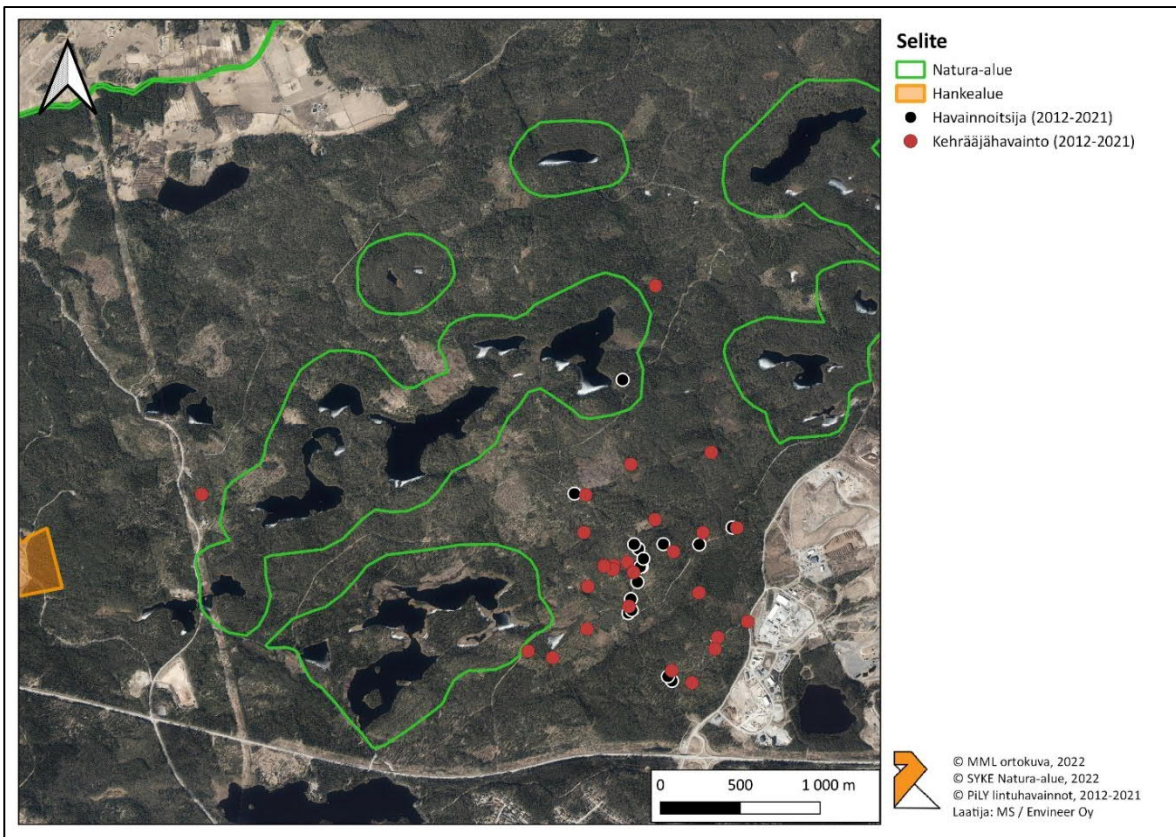 Selite
Natura-alue
Hankealue
Havainnoitsija (2012-2021)
Kehrääjähavainto (2012-2021)
0 500 1 000 m
© MML ortokuva, 2022
© SYKE Natura-alue, 2022
© PiLY lintuhavainnot, 2012-2021
Laatija: MS / Envineer Oy